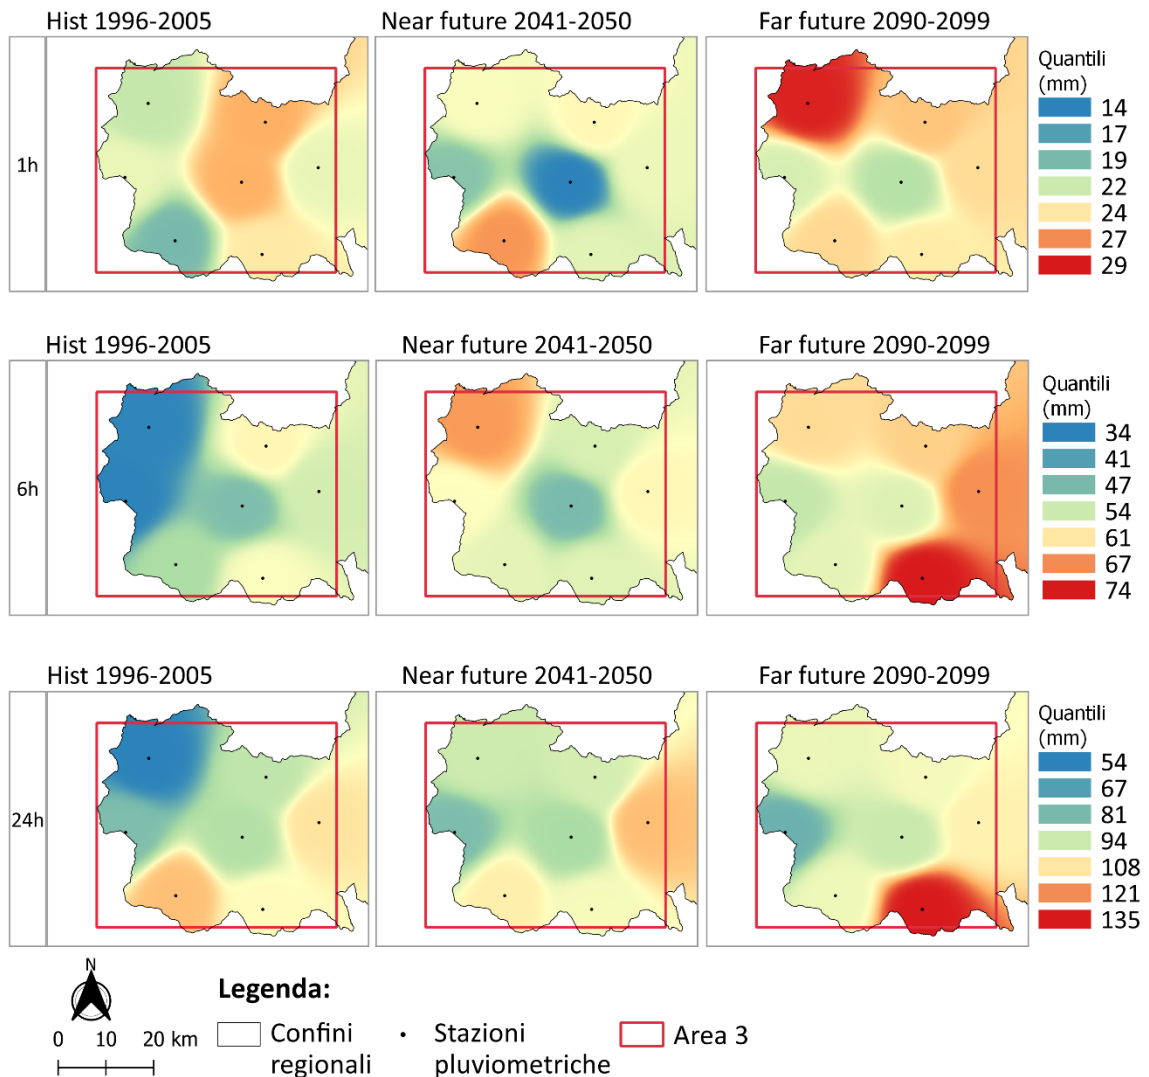 Hist 1996-2005 Near future 2041-2050 Far future 2090-2099
1h
Quantili
(mm)
14
17
19
22
24
27
29
Hist 1996-2005 Near future 2041-2050 Far future 2090-2099
6h
Quantili
(mm)
34
41
47
54
61
67
74
Hist 1996-2005 Near future 2041-2050 Far future 2090-2099
24h
Quantili
(mm)
54
67
81
94
108
121
135
N
0 10 20 km
Legenda:
Confini
regionali
Stazioni
pluviometriche
Area 3